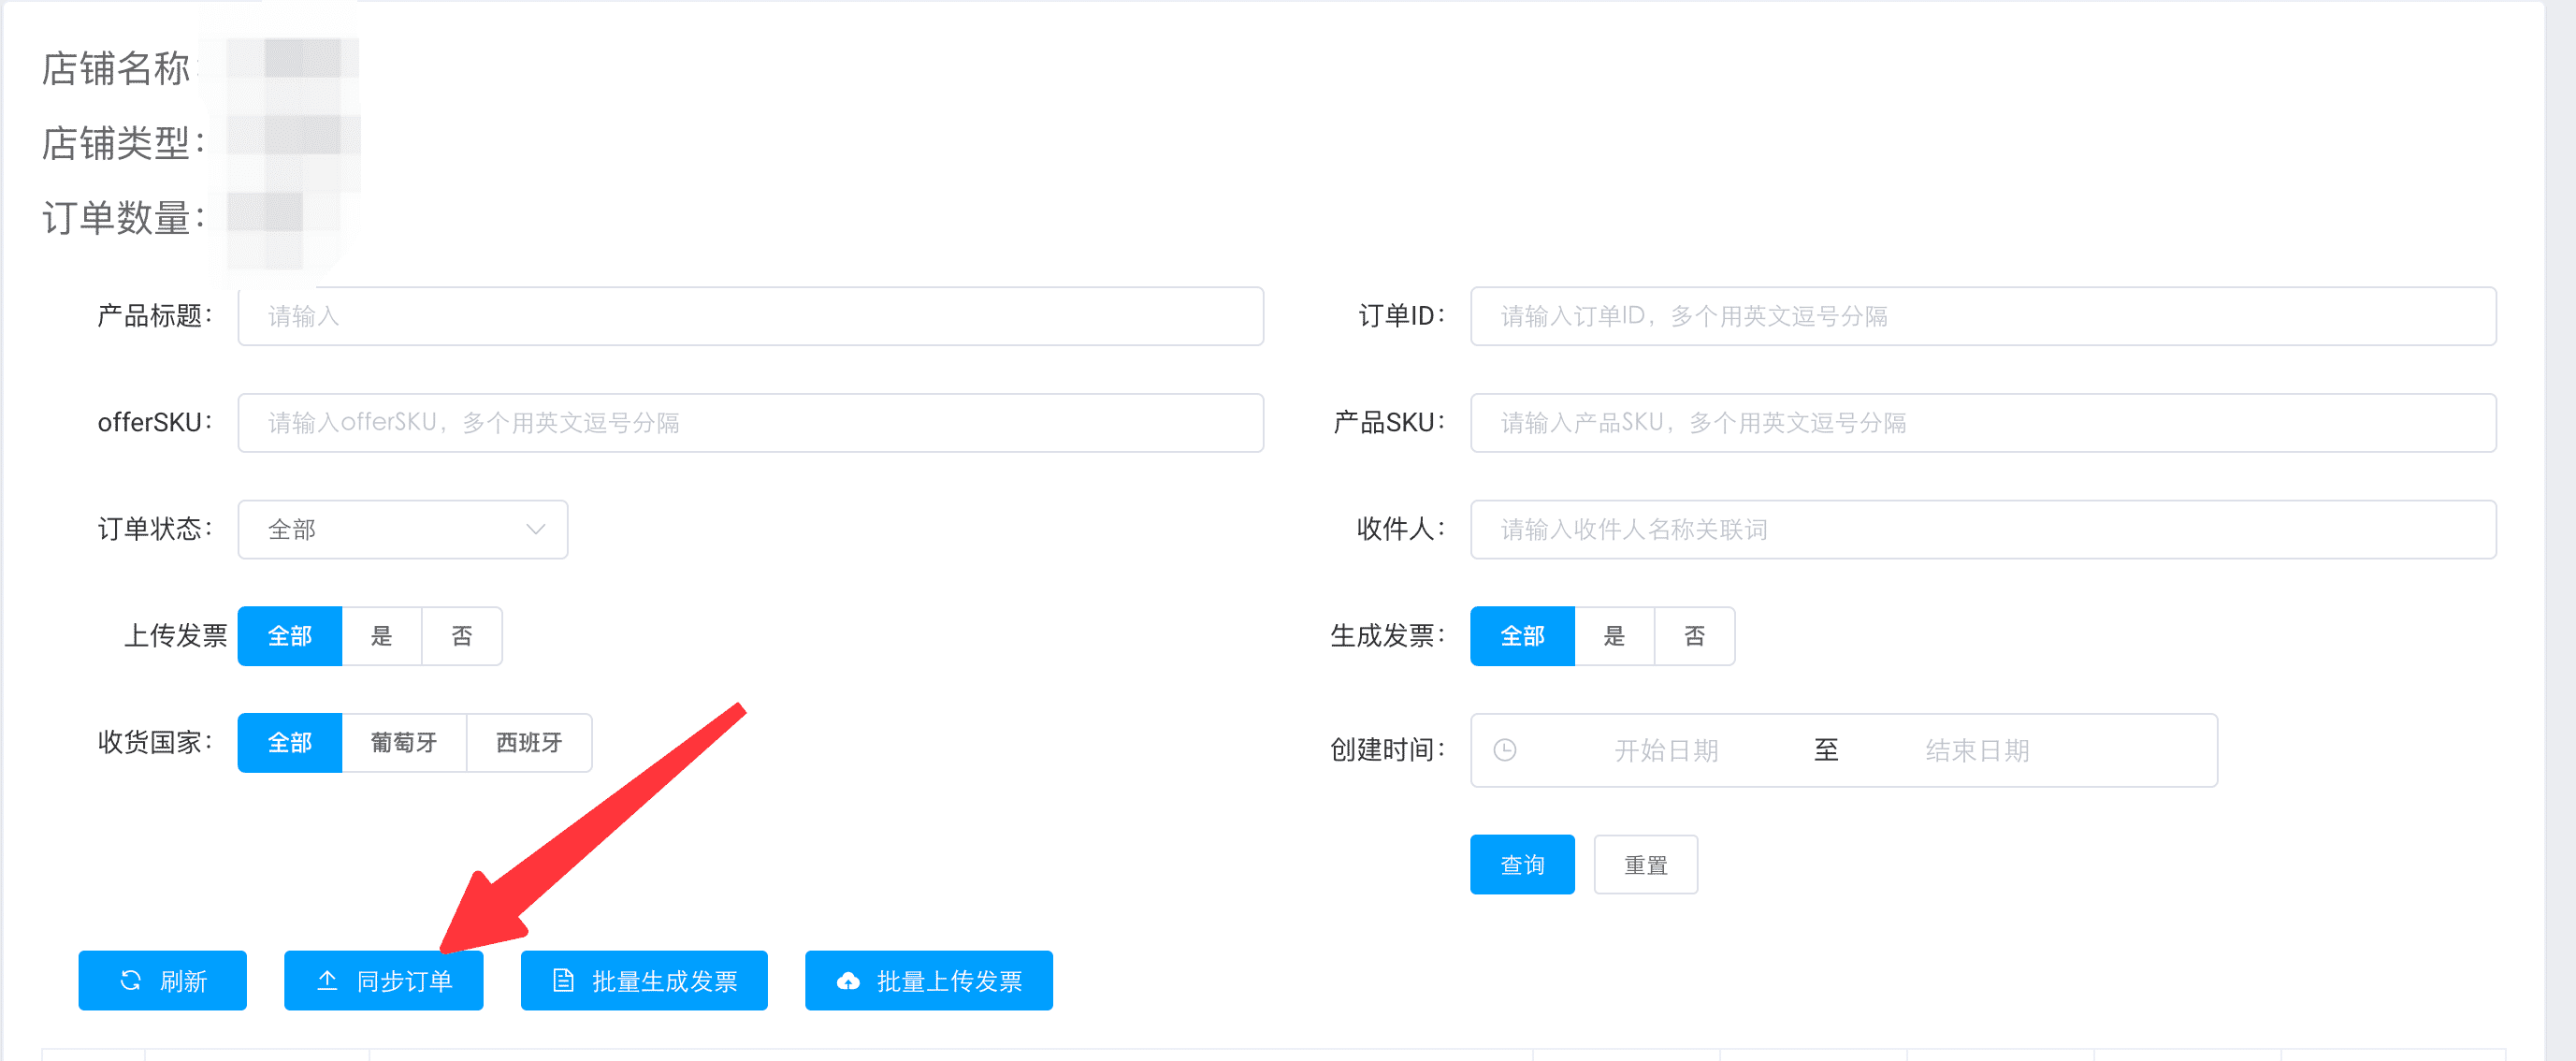 店铺名称:
店铺类型:
订单数量:
产品标题: 请输入 订单ID: 请输入订单ID，多个用英文逗号分隔
offerSKU: 请输入offerSKU，多个用英文逗号分隔 产品SKU: 请输入产品SKU，多个用英文逗号分隔
订单状态: 全部 收件人: 请输入收件人名称关联词
上传发票 全部 是 否 生成发票: 全部 是 否
收货国家: 全部 葡萄牙 西班牙 创建时间: 开始日期 至 结束日期
查询 重置
刷新 同步订单 批量生成发票 批量上传发票